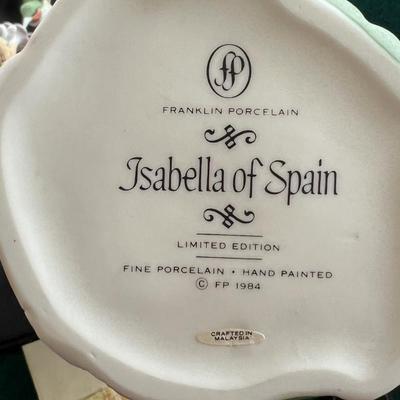 fp
FRANKLIN PORCELAIN
Isabella of Spain
LIMITED EDITION
FINE PORCELAIN • HAND PAINTED
© FP 1984
CRAFTED IN
MALAYSIA